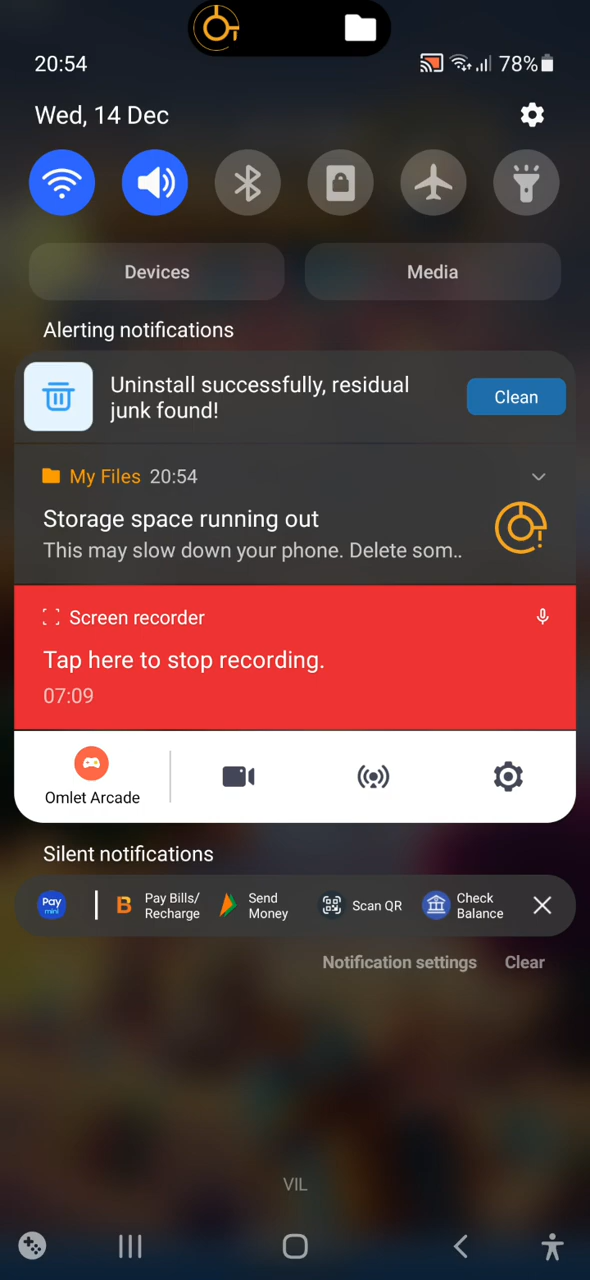 20:54
78%
Wed, 14 Dec
Devices
Media
Alerting notifications
Uninstall successfully, residual
junk found!
Clean
My Files 20:54
Storage space running out
This may slow down your phone. Delete som..
Screen recorder
Tap here to stop recording.
07:09
Omlet Arcade
Silent notifications
Pay
mini
Pay Bills/
Recharge
Send
Money
Scan QR
Check
Balance
Notification settings
Clear
VIL